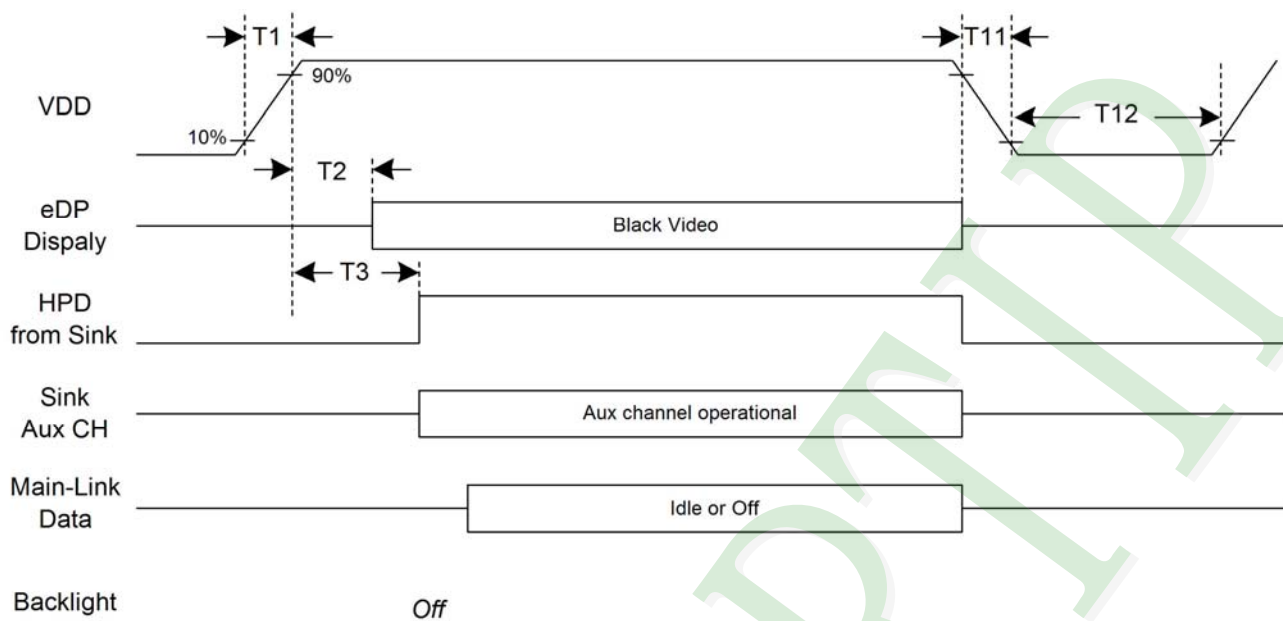 T1
T11
VDD
90%
10%
T12
T2
eDP
Dispaly
Black Video
T3
HPD
from Sink
Sink
Aux CH
Aux channel operational
Main-Link
Data
Idle or Off
Backlight
Off
PTIP